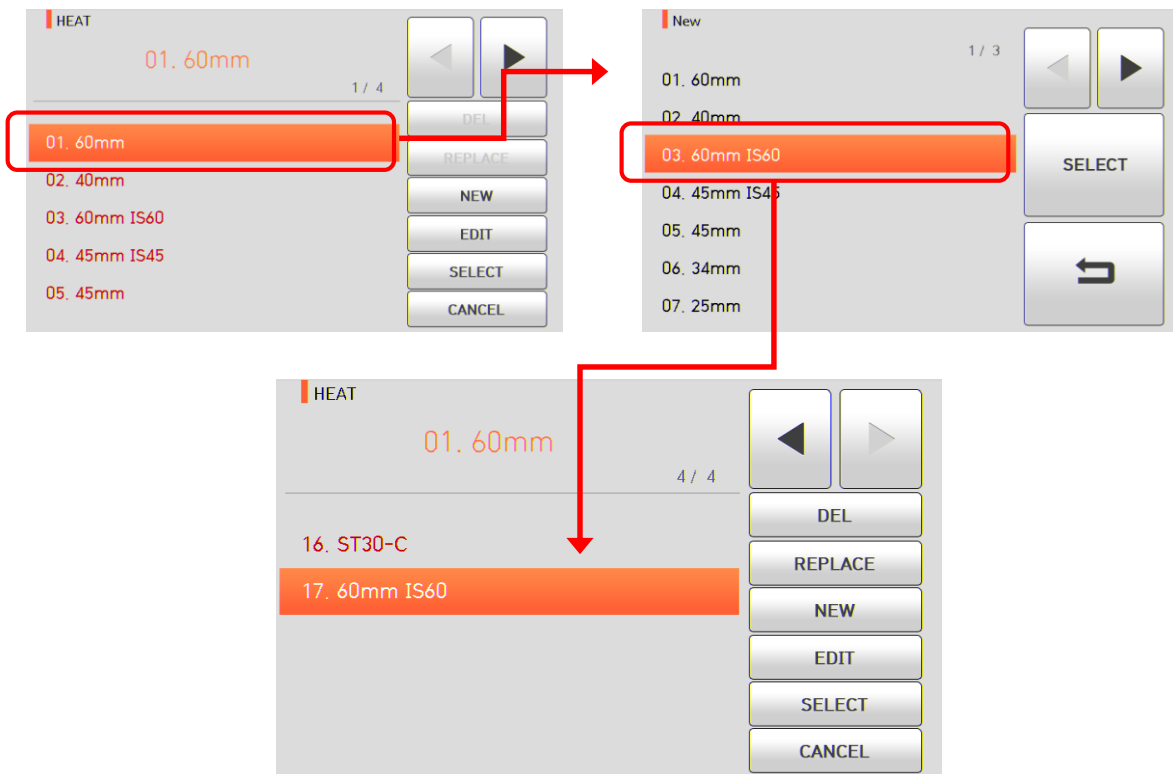 HEAT
01. 60mm
1 / 4
01. 60mm
02. 40mm
03. 60mm IS60
04. 45mm IS45
05. 45mm
DEL
REPLACE
NEW
EDIT
SELECT
CANCEL
New
1 / 3
01. 60mm
02. 40mm
03. 60mm IS60
04. 45mm IS45
05. 45mm
06. 34mm
07. 25mm
SELECT
HEAT
01. 60mm
4 / 4
16. ST30-C
17. 60mm IS60
DEL
REPLACE
NEW
EDIT
SELECT
CANCEL